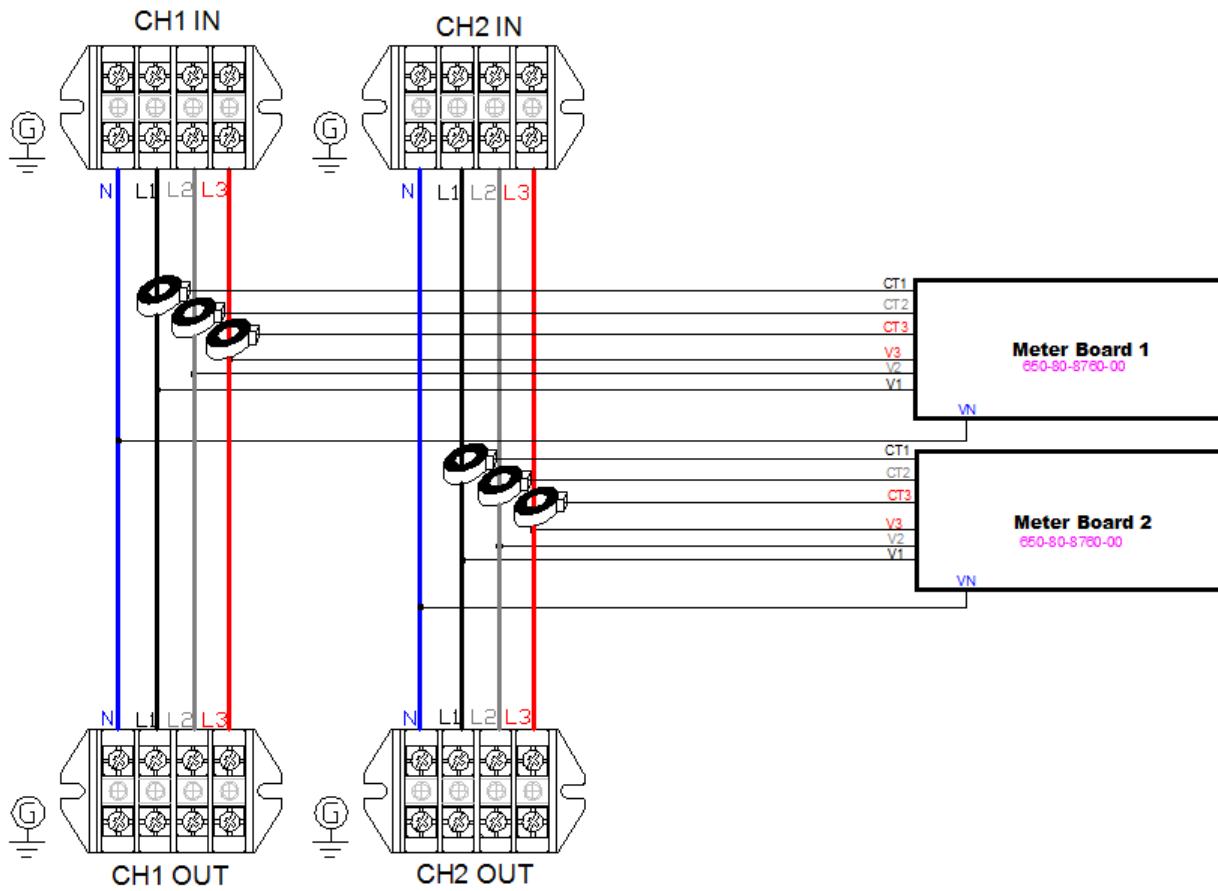 CH1 IN
CH2 IN
G
G
N L1 L2 L3
N L1 L2 L3
CT1
CT2
CT3
V3
V2
V1
Meter Board 1
650-80-8760-00
VN
CT1
CT2
CT3
V3
V2
V1
Meter Board 2
650-80-8760-00
VN
N L1 L2 L3
N L1 L2 L3
G
G
CH1 OUT
CH2 OUT